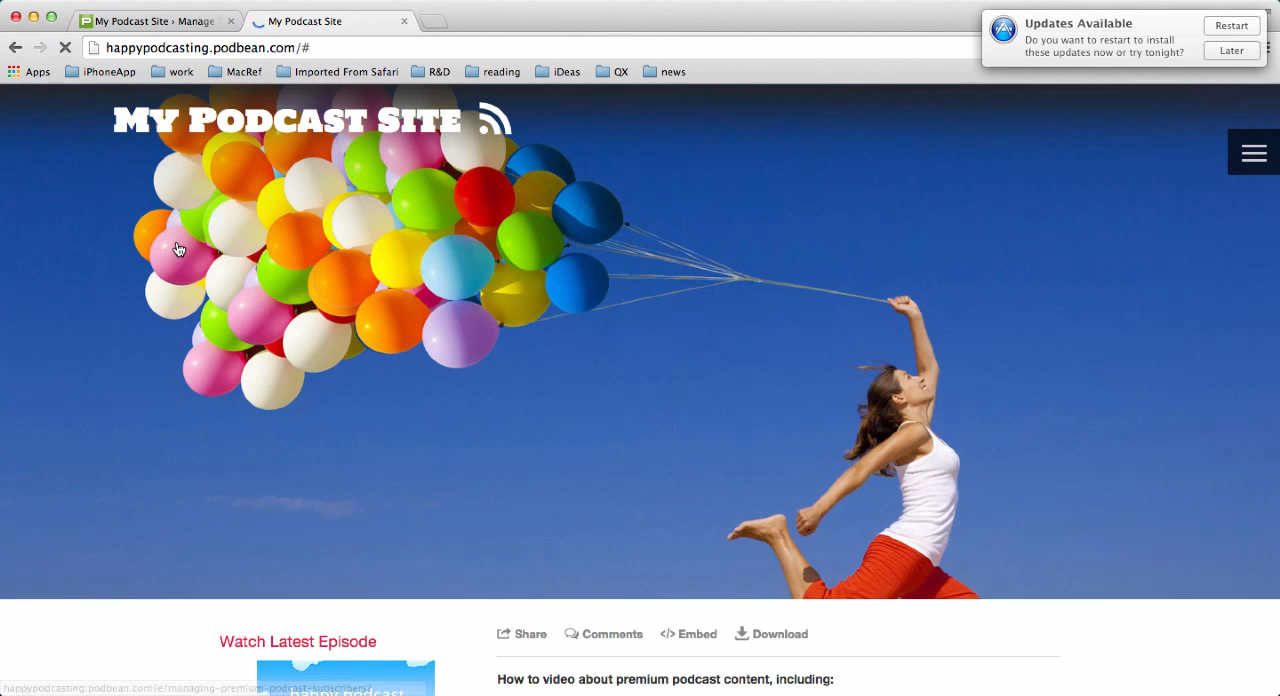 My Podcast Site › Manage
My Podcast Site
happypodcasting.podbean.com/#
Updates Available
Do you want to restart to install
these updates now or try tonight?
Restart
Later
Apps
iPhoneApp
work
MacRef
Imported From Safari
R&D
reading
iDeas
QX
news
My Podcast Site
Watch Latest Episode
Share
Comments
Embed
Download
How to video about premium podcast content, including:
happy podcast
happypodcasting.podbean.com/e/managing-premium-podcast-subscribers/